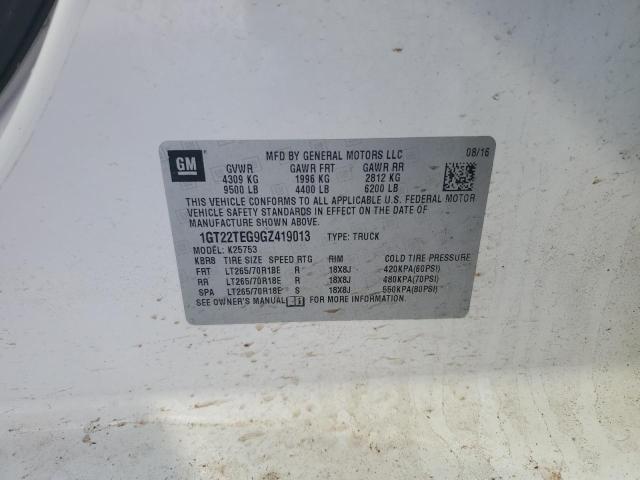 GM
MFD BY GENERAL MOTORS LLC 08/16
GVWR GAWR FRT GAWR RR
4309 KG 1996 KG 2812 KG
9500 LB 4400 LB 6200 LB
THIS VEHICLE CONFORMS TO ALL APPLICABLE U.S. FEDERAL MOTOR
VEHICLE SAFETY STANDARDS IN EFFECT ON THE DATE OF
MANUFACTURE SHOWN ABOVE.
1GT22TEG9GZ419013 TYPE: TRUCK
MODEL: K25753
KBRB TIRE SIZE SPEED RTG RIM COLD TIRE PRESSURE
FRT LT265/70R18E R 18X8J 420KPA(60PSI)
RR LT265/70R18E R 18X8J 480KPA(70PSI)
SPA LT265/70R18E S 18X8J 550KPA(80PSI)
SEE OWNER'S MANUAL FOR MORE INFORMATION.